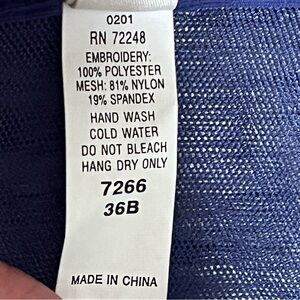 0201
RN 72248
EMBROIDERY:
100% POLYESTER
MESH: 81% NYLON
19% SPANDEX
HAND WASH
COLD WATER
DO NOT BLEACH
HANG DRY ONLY
7266
36B
MADE IN CHINA